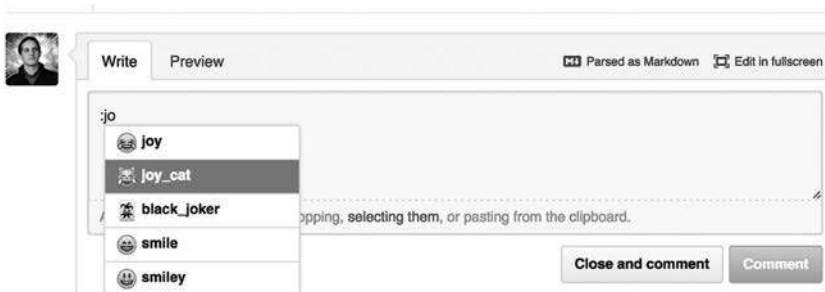 Write Preview Parsed as Markdown Edit in fullscreen
:jo
joy
joy_cat
black_joker
opping, selecting them, or pasting from the clipboard.
smile
Close and comment Comment
smiley